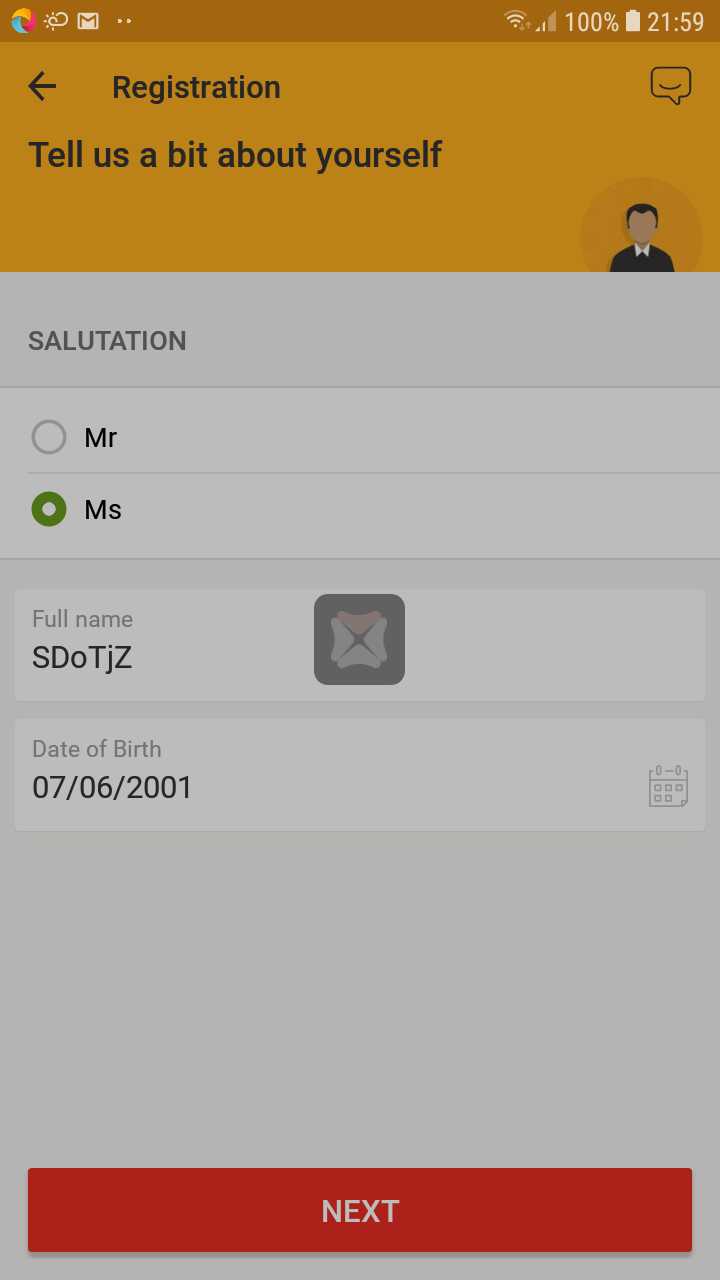 100% 21:59
Registration
Tell us a bit about yourself
SALUTATION
Mr
Ms
Full name
SDoTjZ
Date of Birth
07/06/2001
NEXT